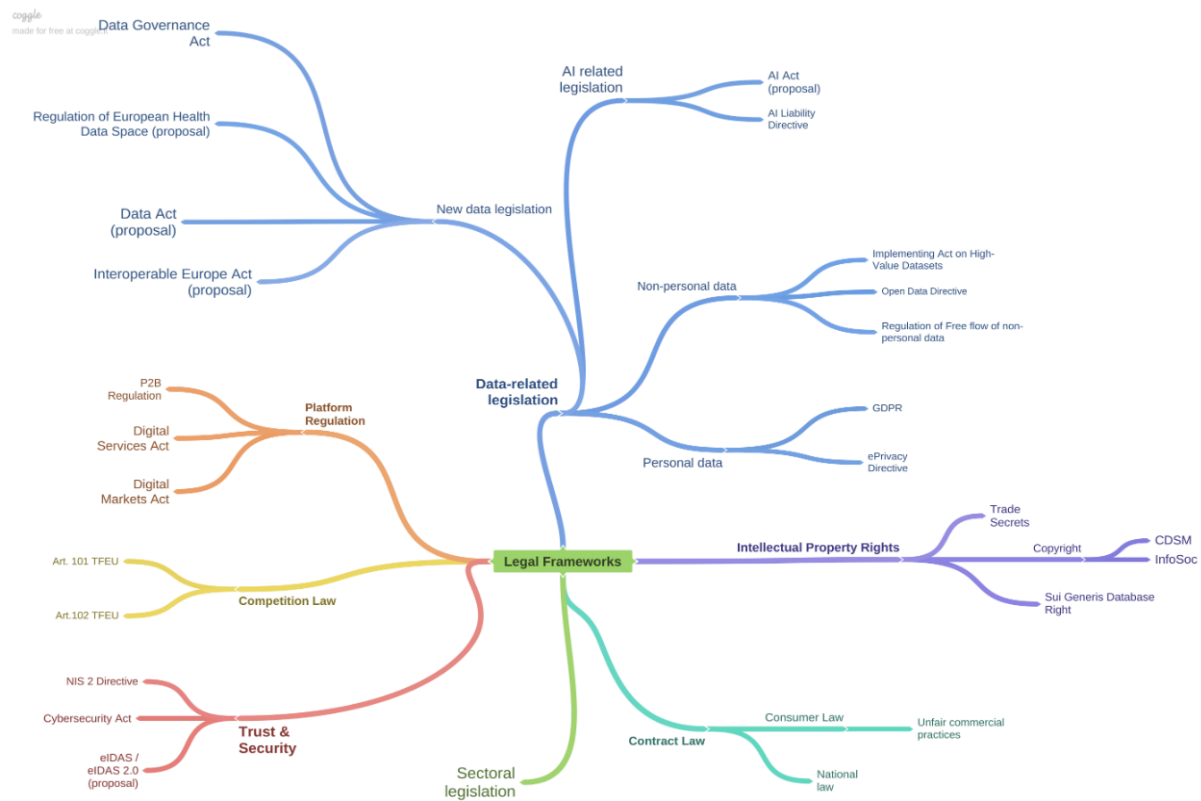 coggle
made for free at coggle.it
Data Governance
Act
Regulation of European Health
Data Space (proposal)
Data Act
(proposal)
Interoperable Europe Act
(proposal)
New data legislation
AI related
legislation
AI Act
(proposal)
AI Liability
Directive
Non-personal data
Implementing Act on High-
Value Datasets
Open Data Directive
Regulation of Free flow of non-
personal data
Data-related
legislation
Personal data
GDPR
ePrivacy
Directive
P2B
Regulation
Digital
Services Act
Digital
Markets Act
Platform
Regulation
Legal Frameworks
Intellectual Property Rights
Trade
Secrets
Copyright
CDSM
InfoSoc
Sui Generis Database
Right
Art. 101 TFEU
Art.102 TFEU
Competition Law
NIS 2 Directive
Cybersecurity Act
eIDAS /
eIDAS 2.0
(proposal)
Trust &
Security
Sectoral
legislation
Contract Law
Consumer Law
Unfair commercial
practices
National
law